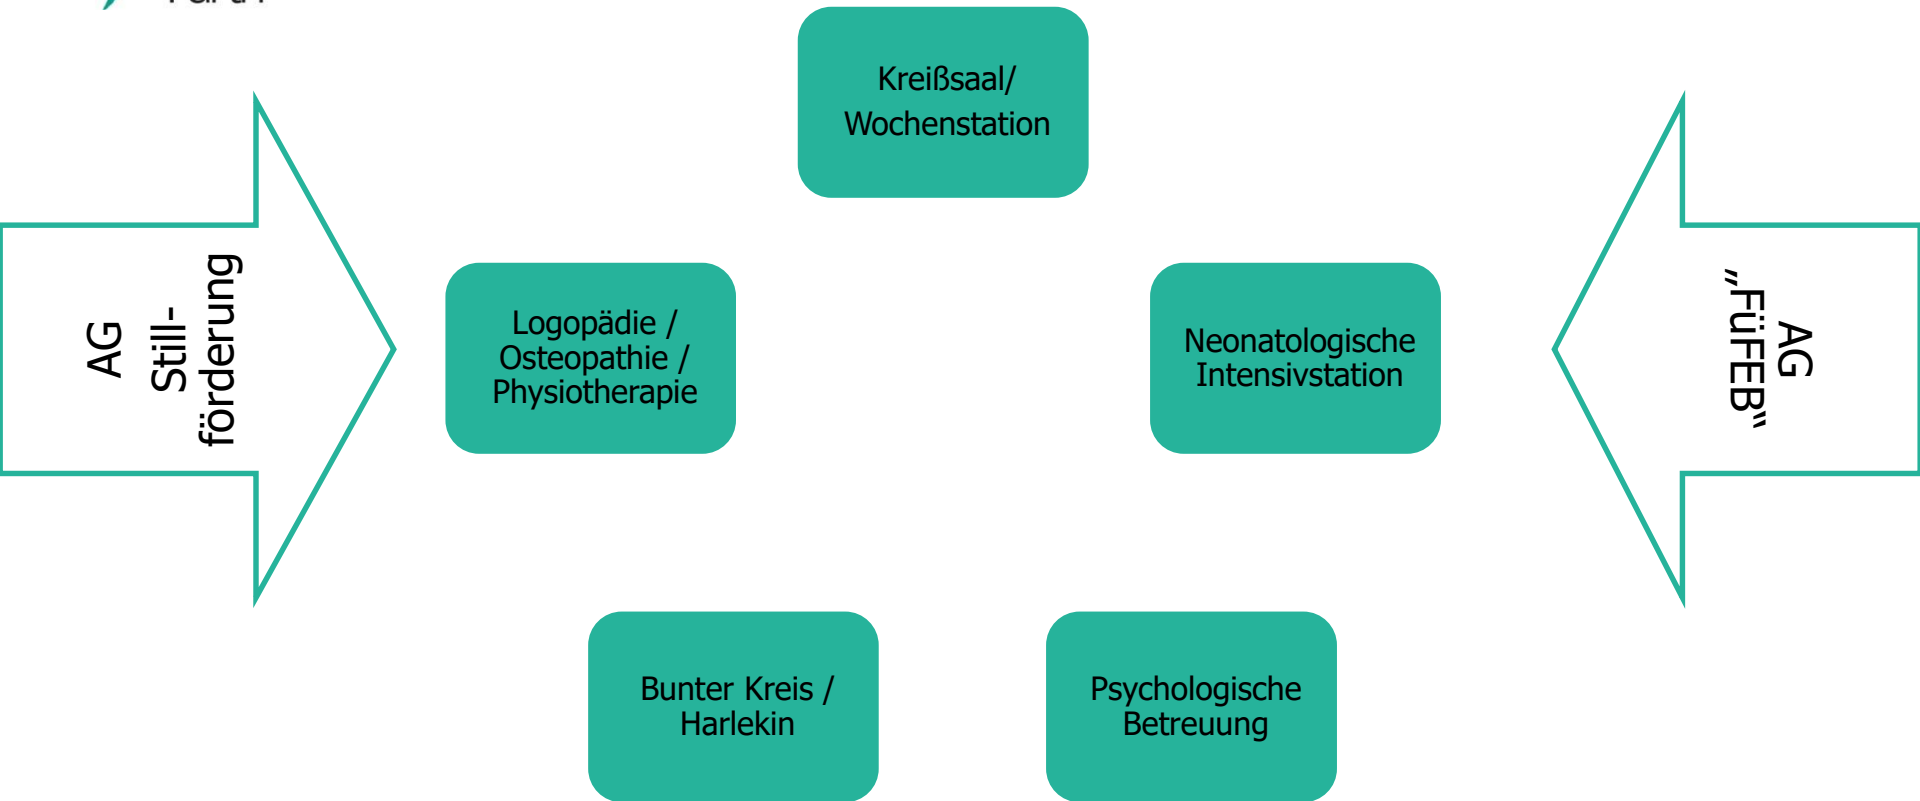 Kreißsaal/
Wochenstation
AG
Still-
förderung
Logopädie /
Osteopathie /
Physiotherapie
Neonatologische
Intensivstation
AG
„FüFEB“
Bunter Kreis /
Harlekin
Psychologische
Betreuung